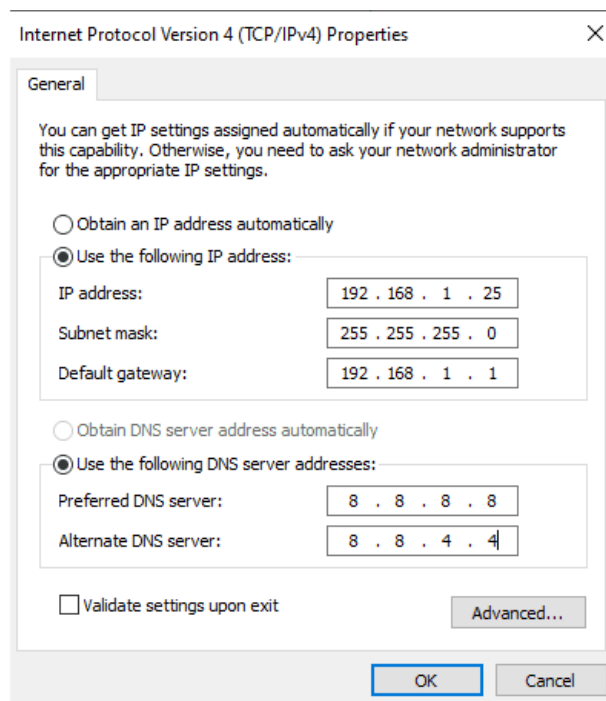 Internet Protocol Version 4 (TCP/IPv4) Properties
General
You can get IP settings assigned automatically if your network supports
this capability. Otherwise, you need to ask your network administrator
for the appropriate IP settings.
Obtain an IP address automatically
Use the following IP address:
IP address: 192 . 168 . 1 . 25
Subnet mask: 255 . 255 . 255 . 0
Default gateway: 192 . 168 . 1 . 1
Obtain DNS server address automatically
Use the following DNS server addresses:
Preferred DNS server: 8 . 8 . 8 . 8
Alternate DNS server: 8 . 8 . 4 . 4
Validate settings upon exit
Advanced...
OK Cancel